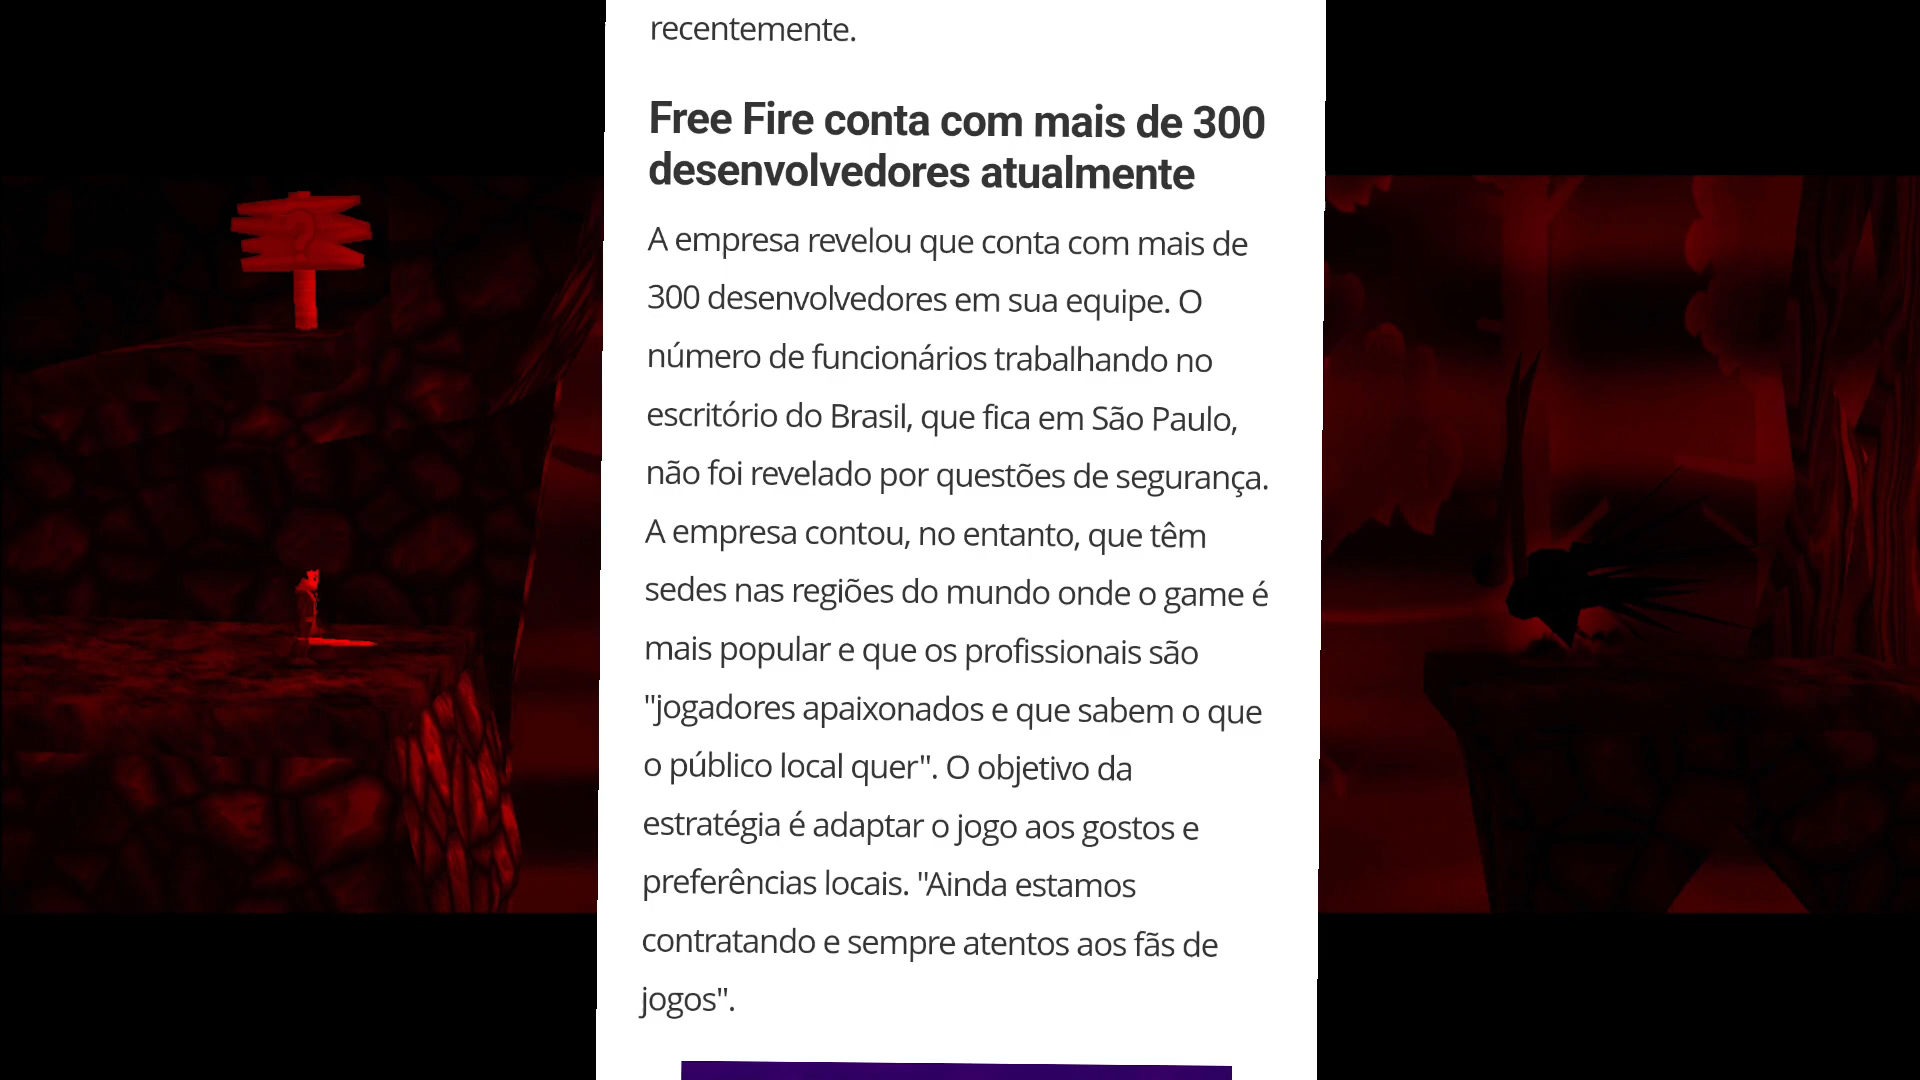 recentemente.
Free Fire conta com mais de 300
desenvolvedores atualmente
A empresa revelou que conta com mais de
300 desenvolvedores em sua equipe. O
número de funcionários trabalhando no
escritório do Brasil, que fica em São Paulo,
não foi revelado por questões de segurança.
A empresa contou, no entanto, que têm
sedes nas regiões do mundo onde o game é
mais popular e que os profissionais são
"jogadores apaixonados e que sabem o que
o público local quer". O objetivo da
estratégia é adaptar o jogo aos gostos e
preferências locais. "Ainda estamos
contratando e sempre atentos aos fãs de
jogos".
?